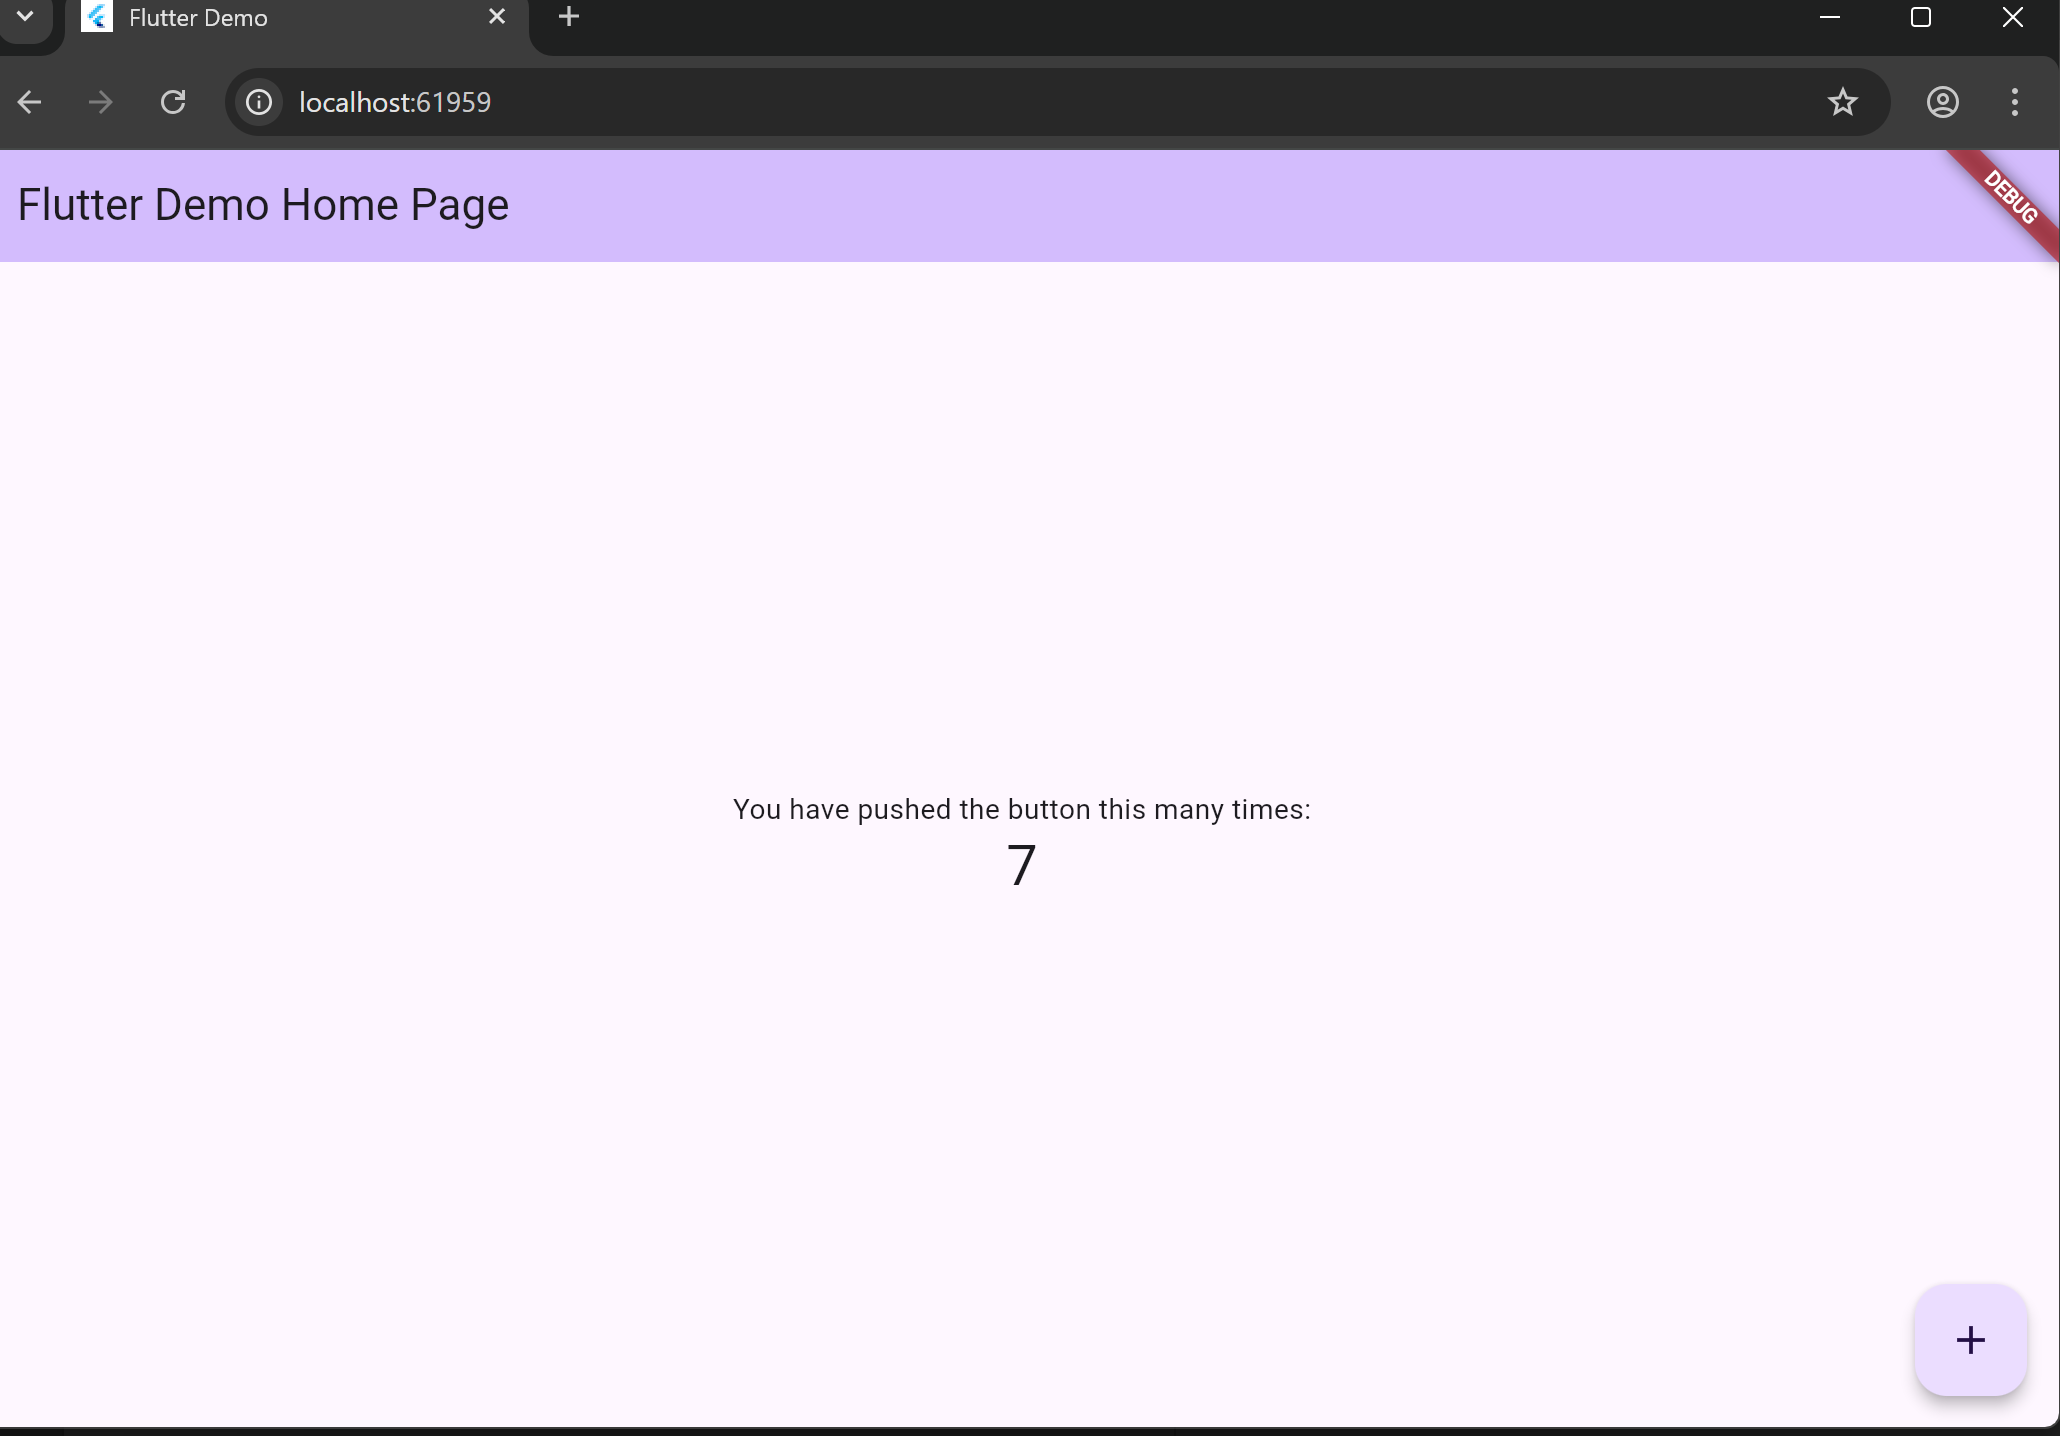 Flutter Demo
localhost:61959
Flutter Demo Home Page
DEBUG
You have pushed the button this many times:
7